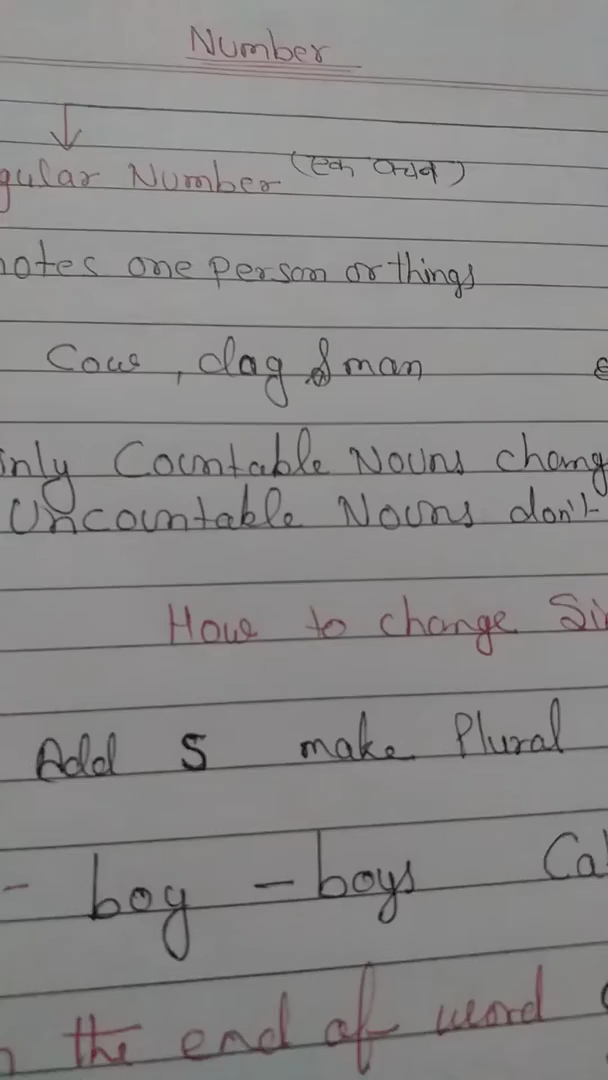 Number
gular Number (एक वचन)
notes one person or things
Cow, dog & man
only Countable Nouns chang
Uncountable Nouns don't
How to change Si
Add S make Plural
- boy - boys Ca
the end of word